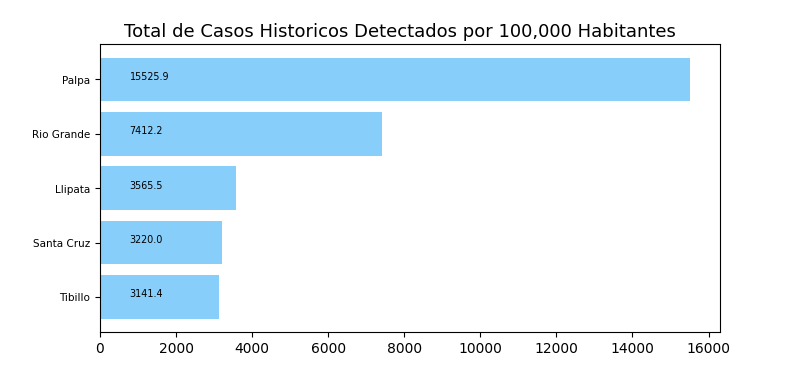 Total de Casos Historicos Detectados por 100,000 Habitantes
Palpa 15525.9
Rio Grande 7412.2
Llipata 3565.5
Santa Cruz 3220.0
Tibillo 3141.4
0 2000 4000 6000 8000 10000 12000 14000 16000